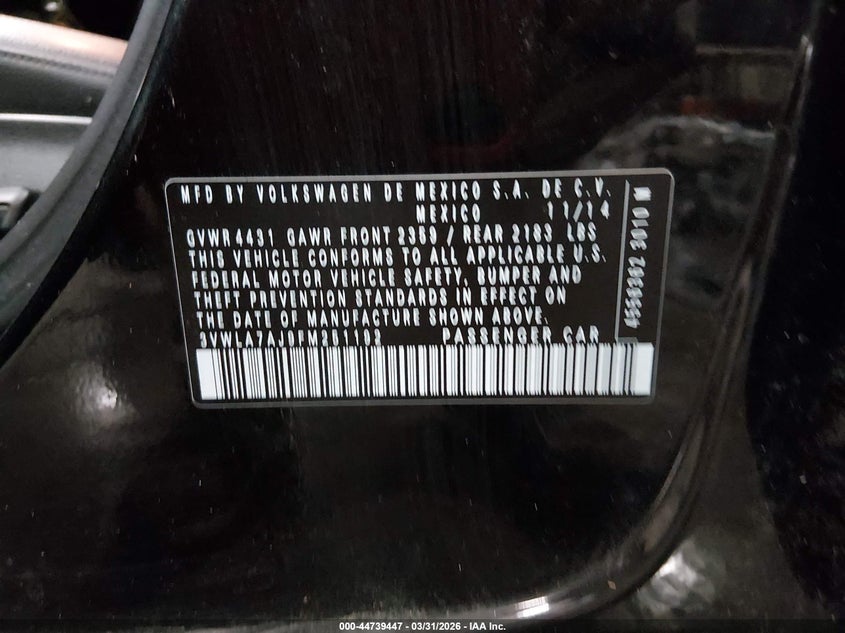 MFD BY VOLKSWAGEN DE MEXICO S.A. DE C.V.
MEXICO 11/14
GVWR 4431 GAWR FRONT 2359 / REAR 2183 LBS
THIS VEHICLE CONFORMS TO ALL APPLICABLE U.S.
FEDERAL MOTOR VEHICLE SAFETY, BUMPER AND
THEFT PREVENTION STANDARDS IN EFFECT ON
THE DATE OF MANUFACTURE SHOWN ABOVE.
PASSENGER CAR
000-44739447 - 03/31/2026 - IAA Inc.